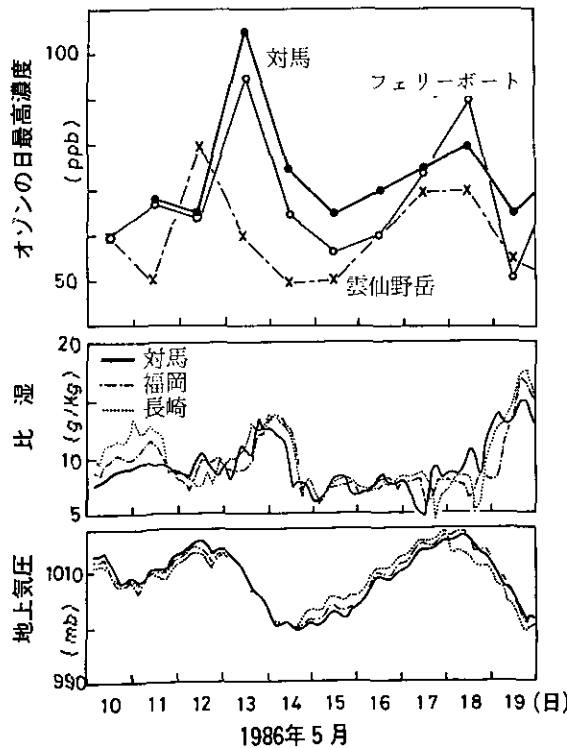 オゾンの日最高濃度
(ppb)
100
50
対馬
フェリーボート
雲仙野岳
比湿
(g/Kg)
20
10
5
対馬
福岡
長崎
地上気圧
(mb)
1010
990
10 11 12 13 14 15 16 17 18 19 (日)
1986年5月